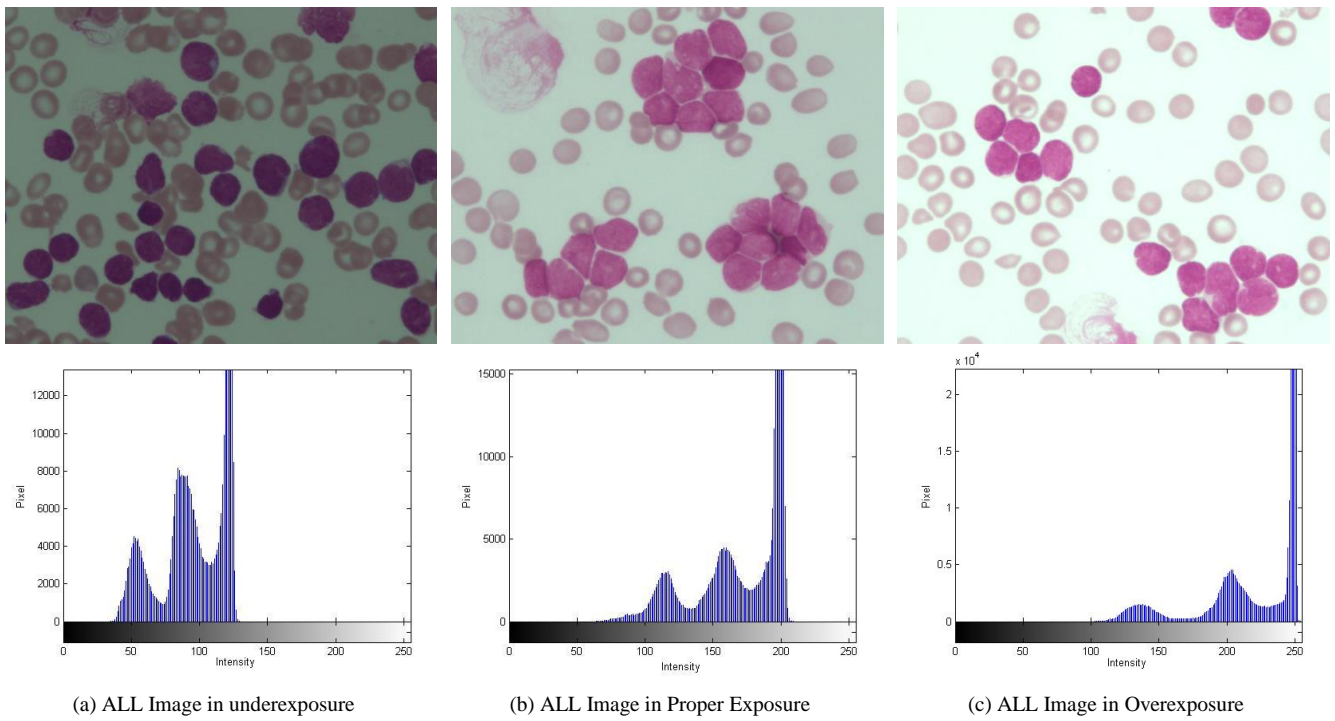 12000
10000
8000
6000
4000
2000
0
Pixel
0 50 100 150 200 250
Intensity
15000
10000
5000
0
Pixel
0 50 100 150 200 250
Intensity
x 10⁴
2
1.5
1
0.5
0
Pixel
0 50 100 150 200 250
Intensity
(a) ALL Image in underexposure
(b) ALL Image in Proper Exposure
(c) ALL Image in Overexposure